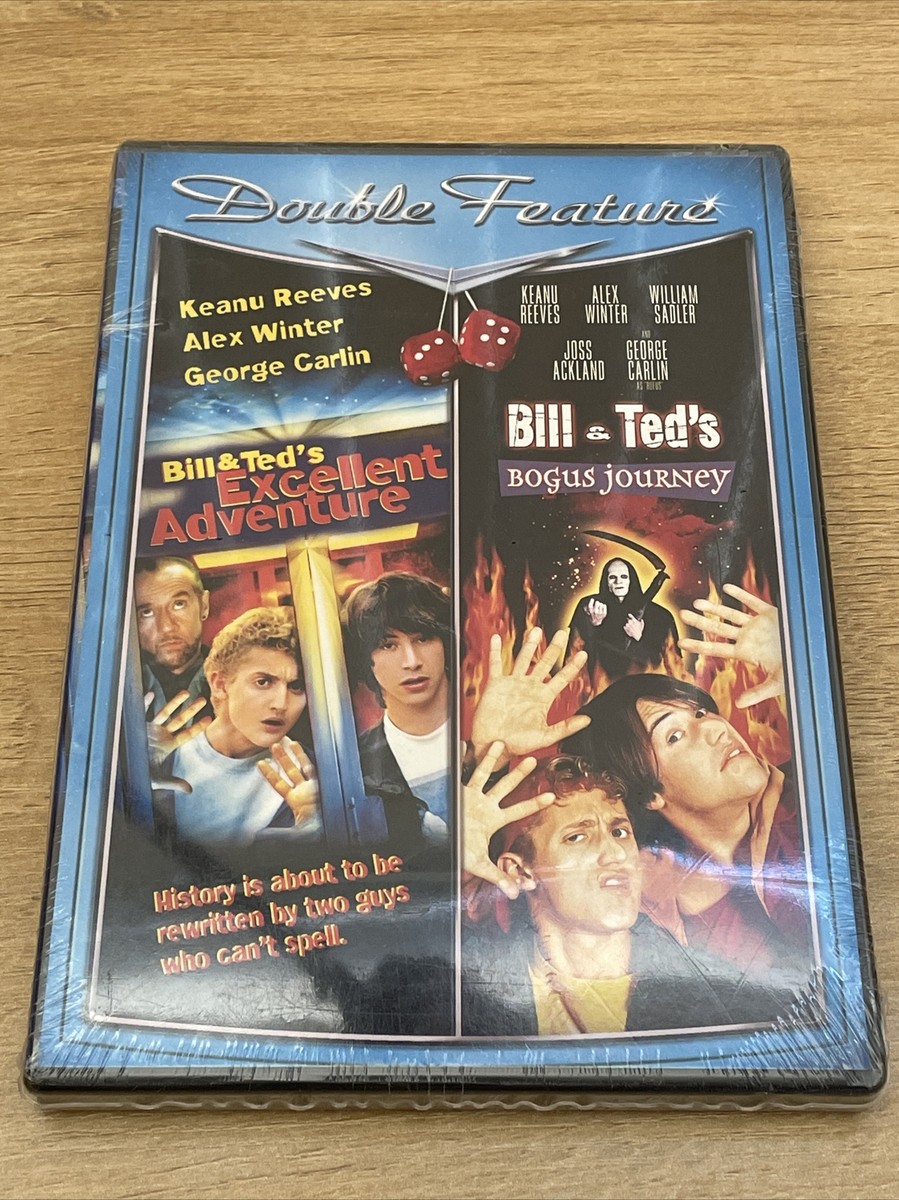 Double Feature
Keanu Reeves
Alex Winter
George Carlin
Bill & Ted's
Excellent
Adventure
History is about to be
rewritten by two guys
who can't spell.
KEANU REEVES ALEX WINTER WILLIAM SADLER
JOSS ACKLAND AND GEORGE CARLIN
AS "RUFUS"
Bill & Ted's
BOGUS JOURNEY